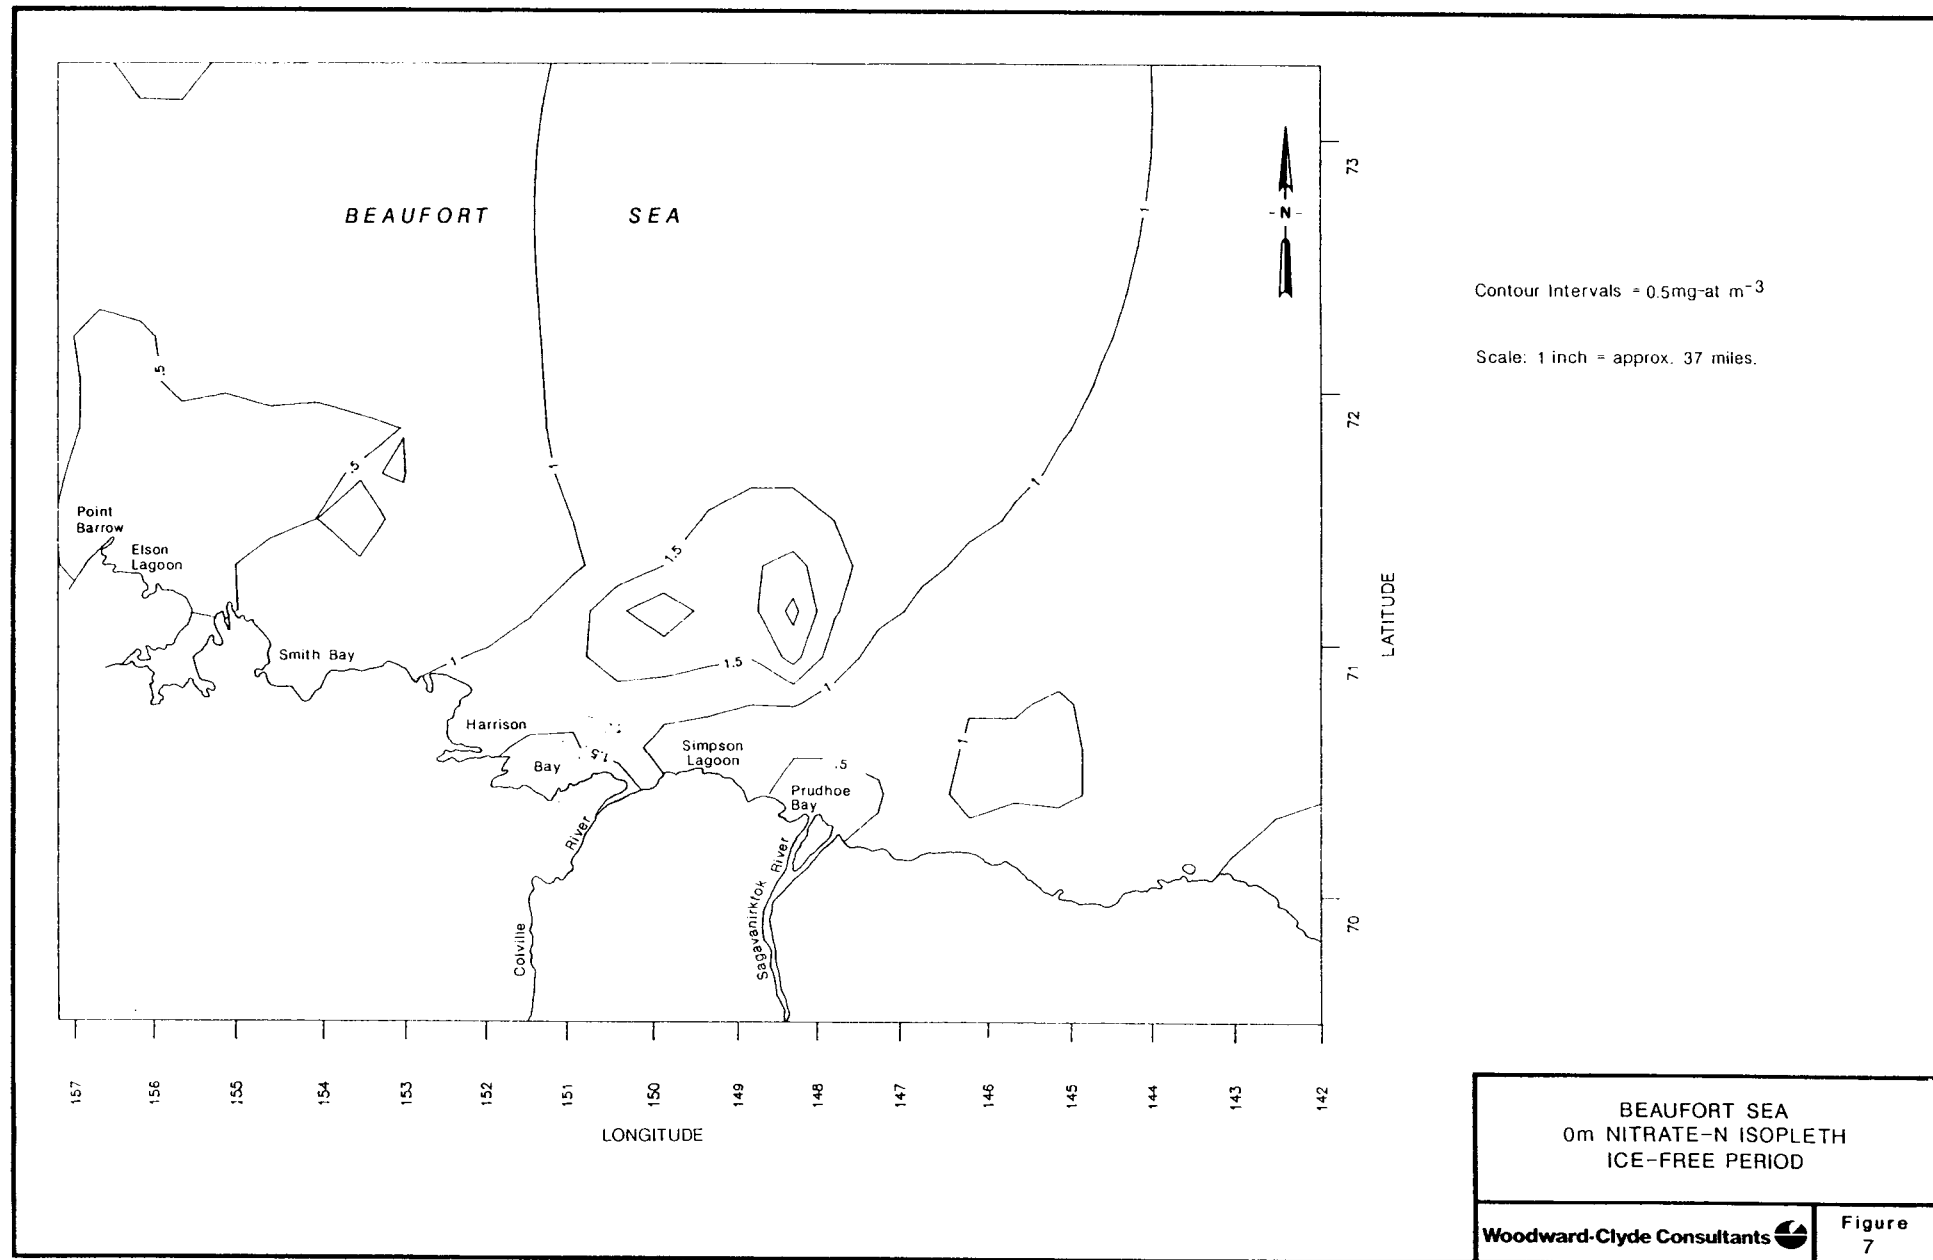 BEAUFORT SEA
-N-
1
Contour Intervals = 0.5mg-at m⁻³
Scale: 1 inch = approx. 37 miles.
.5
.5
1
1
Point
Barrow
Elson
Lagoon
1.5
Smith Bay
1
1.5
1
Harrison
Bay
1.5
Simpson
Lagoon
1
.5
Prudhoe
Bay
River
Colville
River
Sagavanirktok
73
72
71
70
LATITUDE
157 156 155 154 153 152 151 150 149 148 147 146 145 144 143 142
LONGITUDE
BEAUFORT SEA
0m NITRATE-N ISOPLETH
ICE-FREE PERIOD
Woodward-Clyde Consultants
Figure
7